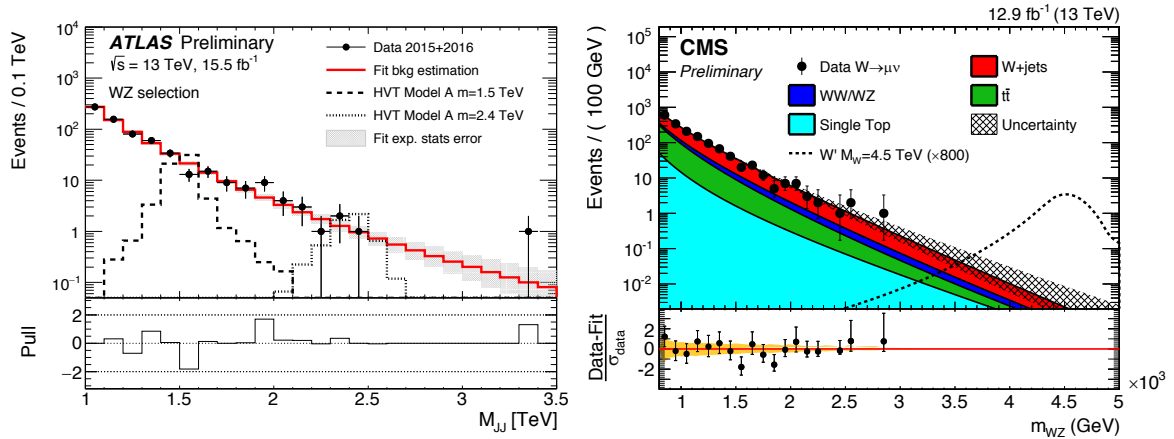 ATLAS Preliminary
√s = 13 TeV, 15.5 fb⁻¹
WZ selection
Data 2015+2016
Fit bkg estimation
HVT Model A m=1.5 TeV
HVT Model A m=2.4 TeV
Fit exp. stats error
Events / 0.1 TeV
10⁴
10³
10²
10
1
10⁻¹
Pull
2
0
−2
1
1.5
2
2.5
3
3.5
M_JJ [TeV]
12.9 fb⁻¹ (13 TeV)
CMS
Preliminary
Data W→μν
W+jets
WW/WZ
tt̄
Single Top
Uncertainty
W' M_W=4.5 TeV (×800)
Events / ( 100 GeV )
10⁵
10⁴
10³
10²
10
1
10⁻¹
10⁻²
Data-Fit
σ_data
2
0
-2
1
1.5
2
2.5
3
3.5
4
4.5
5
×10³
m_WZ (GeV)